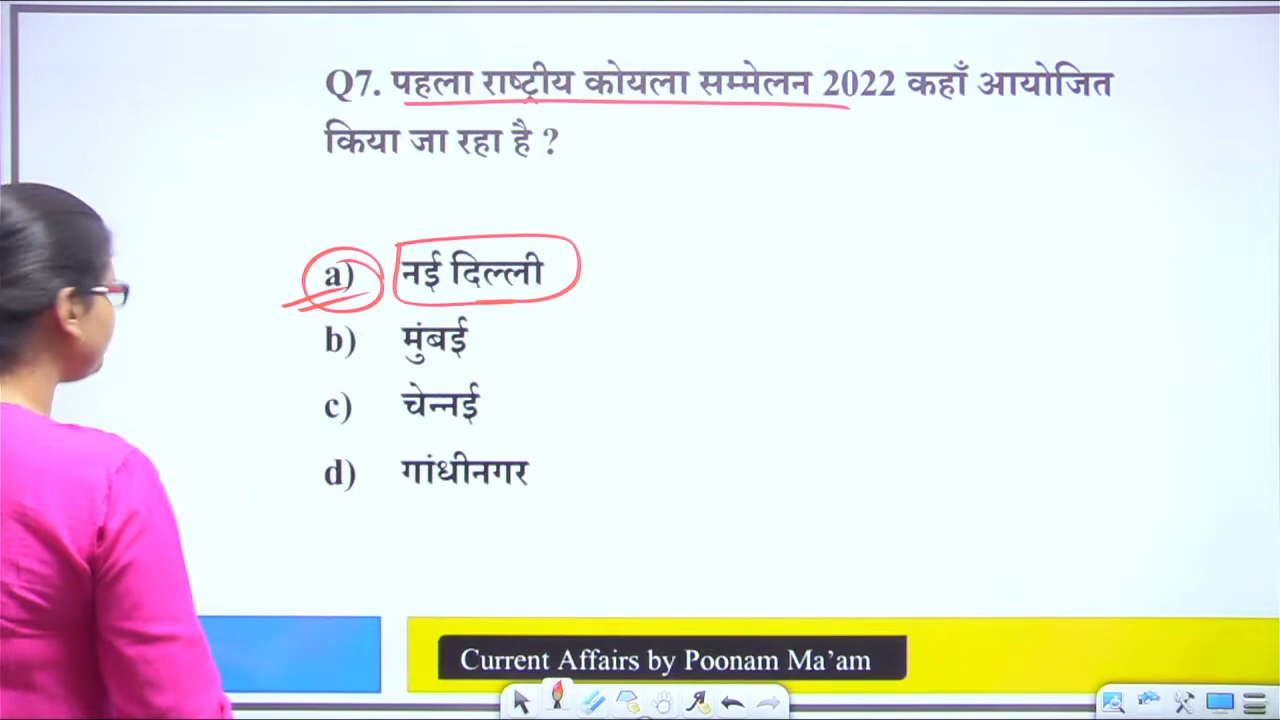 Q7. पहला राष्ट्रीय कोयला सम्मेलन 2022 कहाँ आयोजित
किया जा रहा है ?
a) नई दिल्ली
b) मुंबई
c) चेन्नई
d) गांधीनगर
Current Affairs by Poonam Ma’am